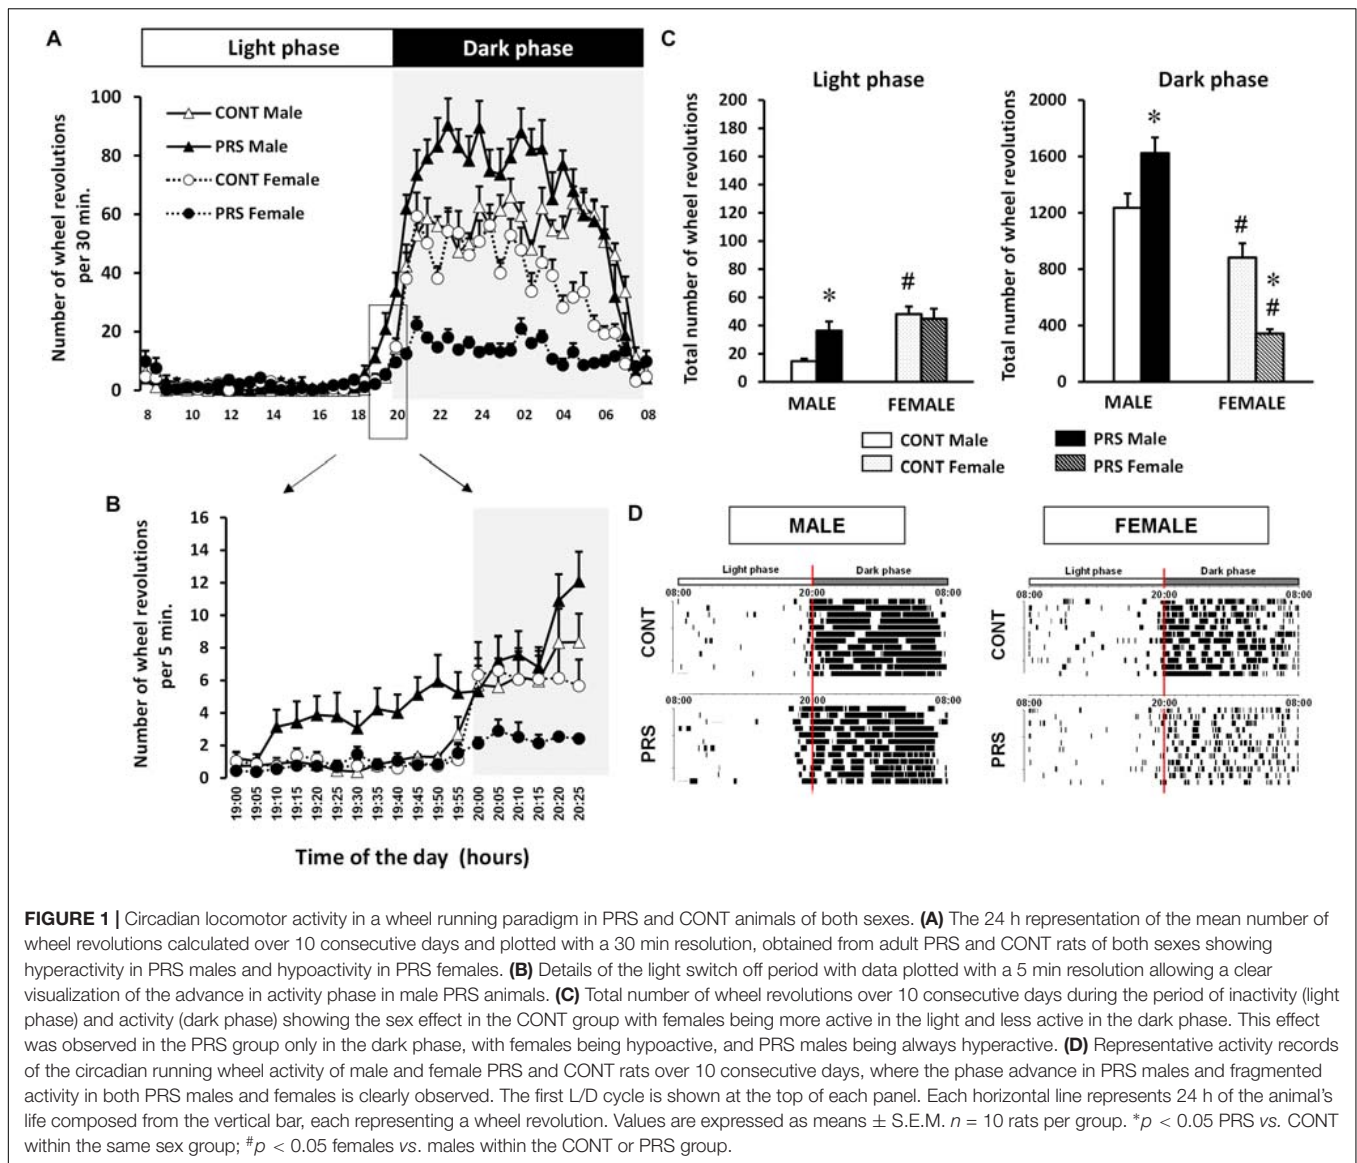 A
Light phase
Dark phase
Number of wheel revolutions
per 30 min.
100
80
60
40
20
0
CONT Male
PRS Male
CONT Female
PRS Female
8 10 12 14 16 18 20 22 24 02 04 06 08
B
Number of wheel revolutions
per 5 min.
16
14
12
10
8
6
4
2
0
19:00 19:05 19:10 19:15 19:20 19:25 19:30 19:35 19:40 19:45 19:50 19:55 20:00 20:05 20:10 20:15 20:20 20:25
Time of the day (hours)
C
Light phase
Total number of wheel revolutions
200
180
160
140
120
100
80
60
40
20
0
*
#
MALE FEMALE
Dark phase
Total number of wheel revolutions
2000
1600
1200
800
400
0
*
#
*
#
MALE FEMALE
CONT Male PRS Male
CONT Female PRS Female
D
MALE
Light phase Dark phase
08:00 20:00 08:00
CONT
20:00 08:00
PRS
FEMALE
Light phase Dark phase
08:00 20:00 08:00
CONT
20:00 08:00
PRS
FIGURE 1 | Circadian locomotor activity in a wheel running paradigm in PRS and CONT animals of both sexes. (A) The 24 h representation of the mean number of
wheel revolutions calculated over 10 consecutive days and plotted with a 30 min resolution, obtained from adult PRS and CONT rats of both sexes showing
hyperactivity in PRS males and hypoactivity in PRS females. (B) Details of the light switch off period with data plotted with a 5 min resolution allowing a clear
visualization of the advance in activity phase in male PRS animals. (C) Total number of wheel revolutions over 10 consecutive days during the period of inactivity (light
phase) and activity (dark phase) showing the sex effect in the CONT group with females being more active in the light and less active in the dark phase. This effect
was observed in the PRS group only in the dark phase, with females being hypoactive, and PRS males being always hyperactive. (D) Representative activity records
of the circadian running wheel activity of male and female PRS and CONT rats over 10 consecutive days, where the phase advance in PRS males and fragmented
activity in both PRS males and females is clearly observed. The first L/D cycle is shown at the top of each panel. Each horizontal line represents 24 h of the animal's
life composed from the vertical bar, each representing a wheel revolution. Values are expressed as means ± S.E.M. n = 10 rats per group. *p < 0.05 PRS vs. CONT
within the same sex group; #p < 0.05 females vs. males within the CONT or PRS group.